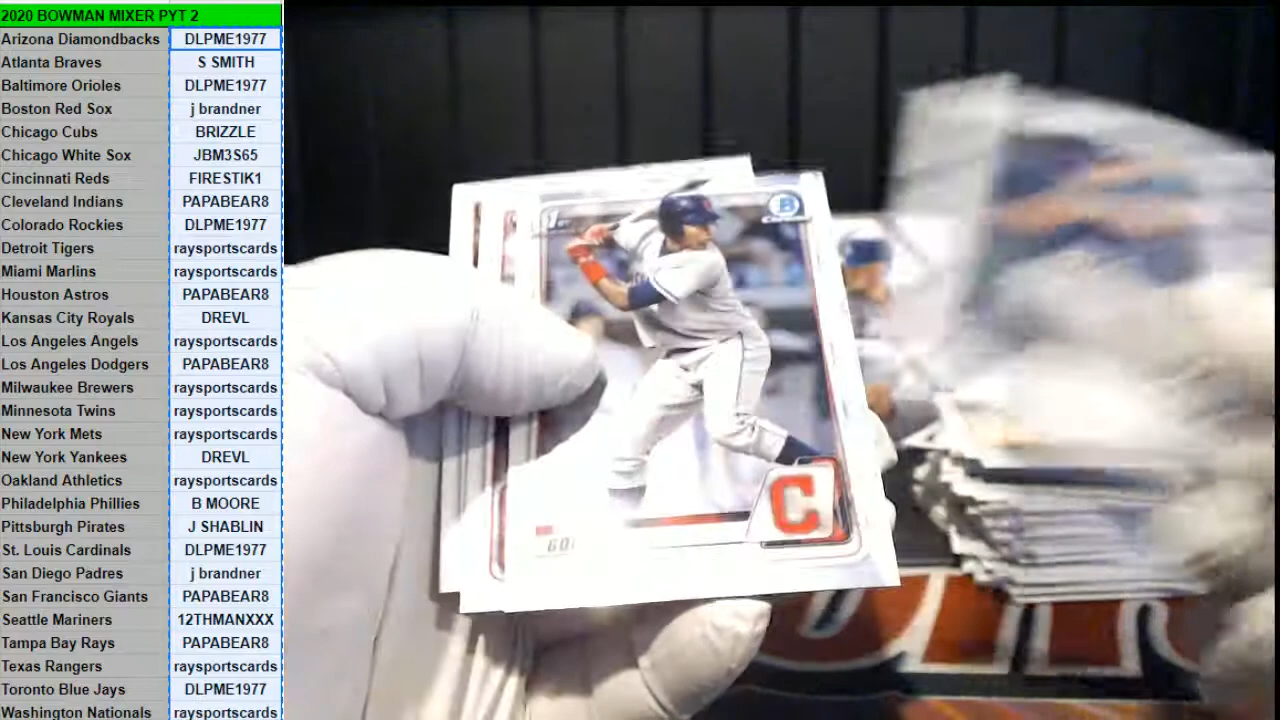 2020 BOWMAN MIXER PYT 2
Arizona Diamondbacks DLPME1977
Atlanta Braves S SMITH
Baltimore Orioles DLPME1977
Boston Red Sox j brandner
Chicago Cubs BRIZZLE
Chicago White Sox JBM3S65
Cincinnati Reds FIRESTIK1
Cleveland Indians PAPABEAR8
Colorado Rockies DLPME1977
Detroit Tigers raysportscards
Miami Marlins raysportscards
Houston Astros PAPABEAR8
Kansas City Royals DREVL
Los Angeles Angels raysportscards
Los Angeles Dodgers PAPABEAR8
Milwaukee Brewers raysportscards
Minnesota Twins raysportscards
New York Mets raysportscards
New York Yankees DREVL
Oakland Athletics raysportscards
Philadelphia Phillies B MOORE
Pittsburgh Pirates J SHABLIN
St. Louis Cardinals DLPME1977
San Diego Padres j brandner
San Francisco Giants PAPABEAR8
Seattle Mariners 12THMANXXX
Tampa Bay Rays PAPABEAR8
Texas Rangers raysportscards
Toronto Blue Jays DLPME1977
Washington Nationals raysportscards
B
C